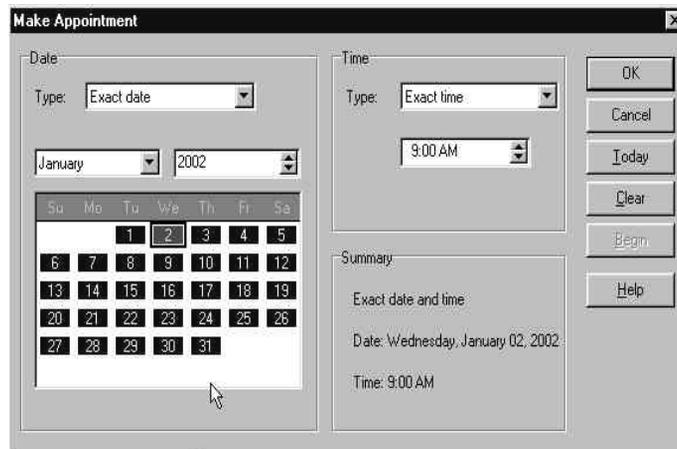 Make Appointment
Date
Type: Exact date
January 2002
Su Mo Tu We Th Fr Sa
1 2 3 4 5
6 7 8 9 10 11 12
13 14 15 16 17 18 19
20 21 22 23 24 25 26
27 28 29 30 31
Time
Type: Exact time
9:00 AM
Summary
Exact date and time
Date: Wednesday, January 02, 2002
Time: 9:00 AM
OK
Cancel
Today
Clear
Begin
Help